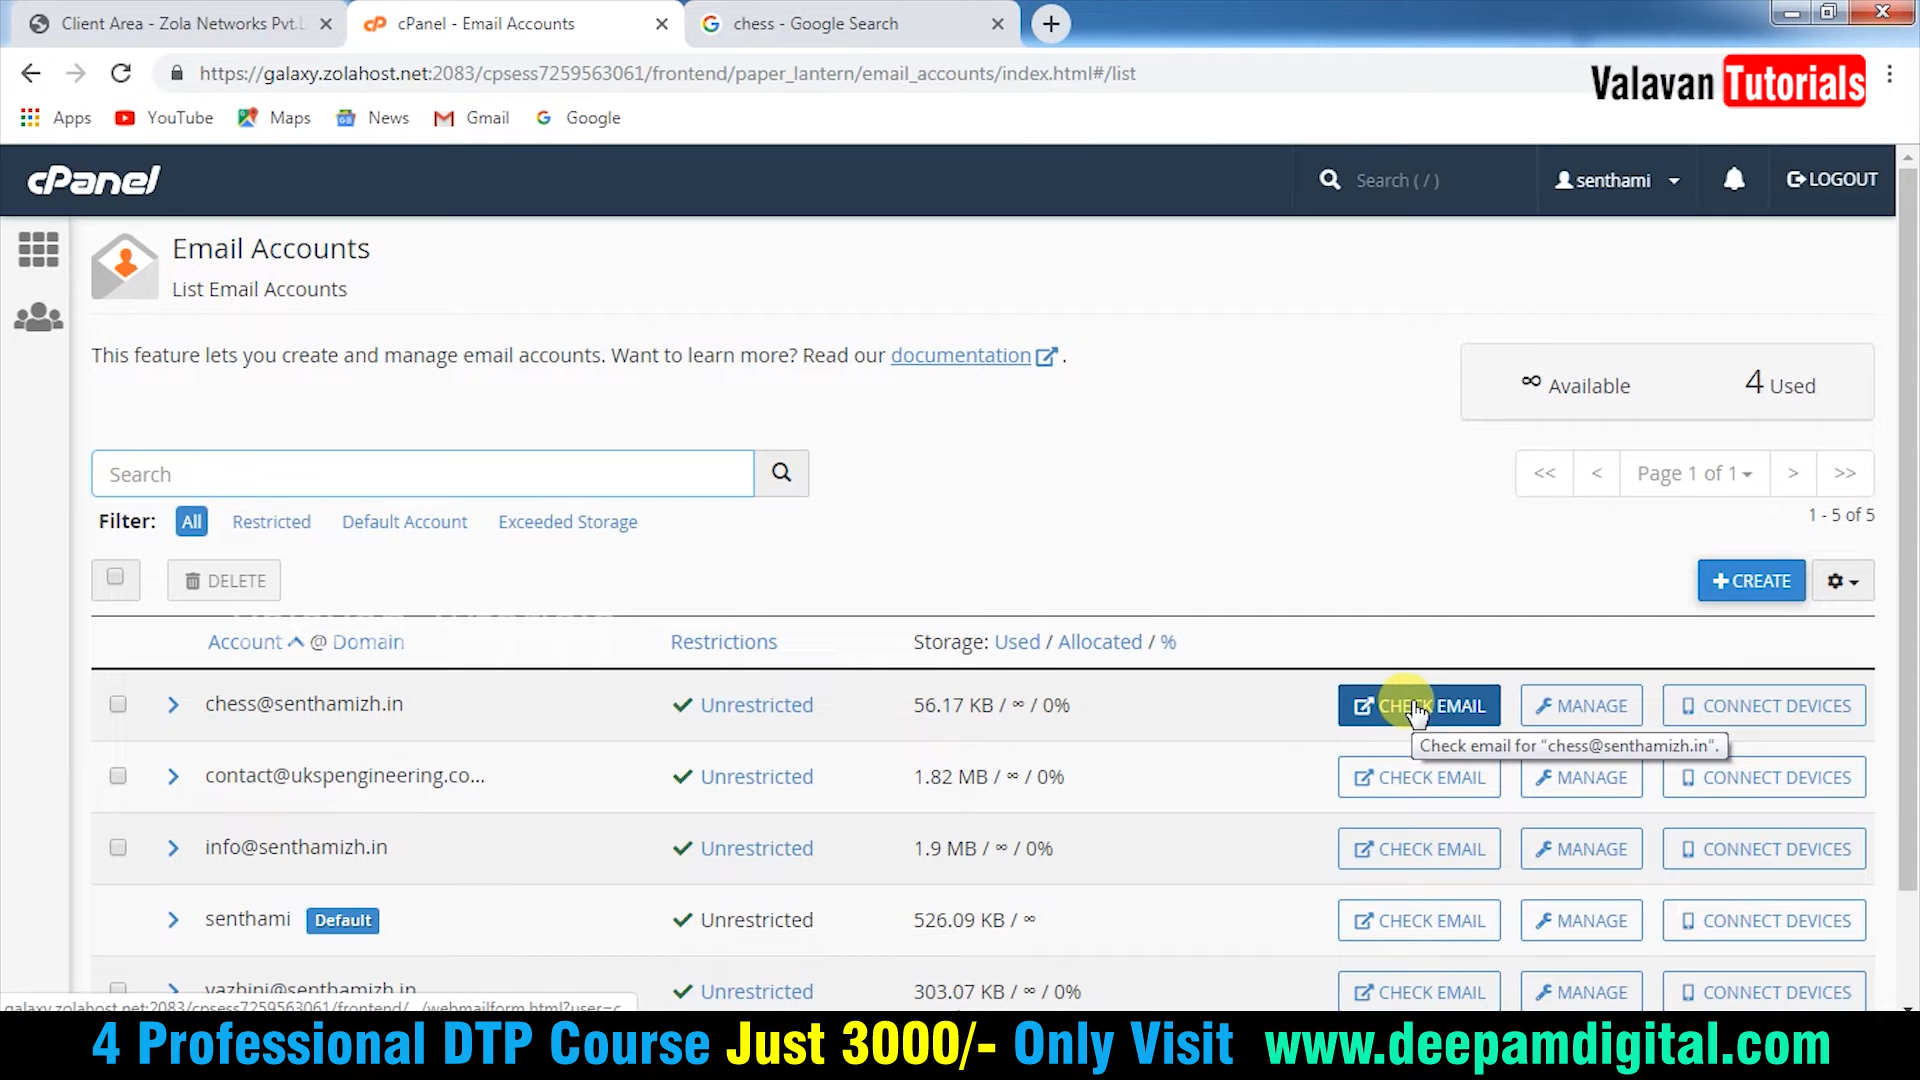 Client Area - Zola Networks Pvt.L
cPanel - Email Accounts
chess - Google Search
https://galaxy.zolahost.net:2083/cpsess7259563061/frontend/paper_lantern/email_accounts/index.html#/list
Valavan Tutorials
Apps YouTube Maps News Gmail Google
cPanel
Search ( / )
senthami
LOGOUT
Email Accounts
List Email Accounts
This feature lets you create and manage email accounts. Want to learn more? Read our documentation .
∞ Available 4 Used
Search
<< < Page 1 of 1 > >>
Filter: All Restricted Default Account Exceeded Storage
1 - 5 of 5
DELETE
+CREATE
Account @ Domain Restrictions Storage: Used / Allocated / %
chess@senthamizh.in Unrestricted 56.17 KB / ∞ / 0% CHECK EMAIL MANAGE CONNECT DEVICES
Check email for "chess@senthamizh.in".
contact@ukspengineering.co... Unrestricted 1.82 MB / ∞ / 0% CHECK EMAIL MANAGE CONNECT DEVICES
info@senthamizh.in Unrestricted 1.9 MB / ∞ / 0% CHECK EMAIL MANAGE CONNECT DEVICES
senthami Default Unrestricted 526.09 KB / ∞ CHECK EMAIL MANAGE CONNECT DEVICES
yazhini@senthamizh.in Unrestricted 303.07 KB / ∞ / 0% CHECK EMAIL MANAGE CONNECT DEVICES
4 Professional DTP Course Just 3000/- Only Visit www.deepamdigital.com